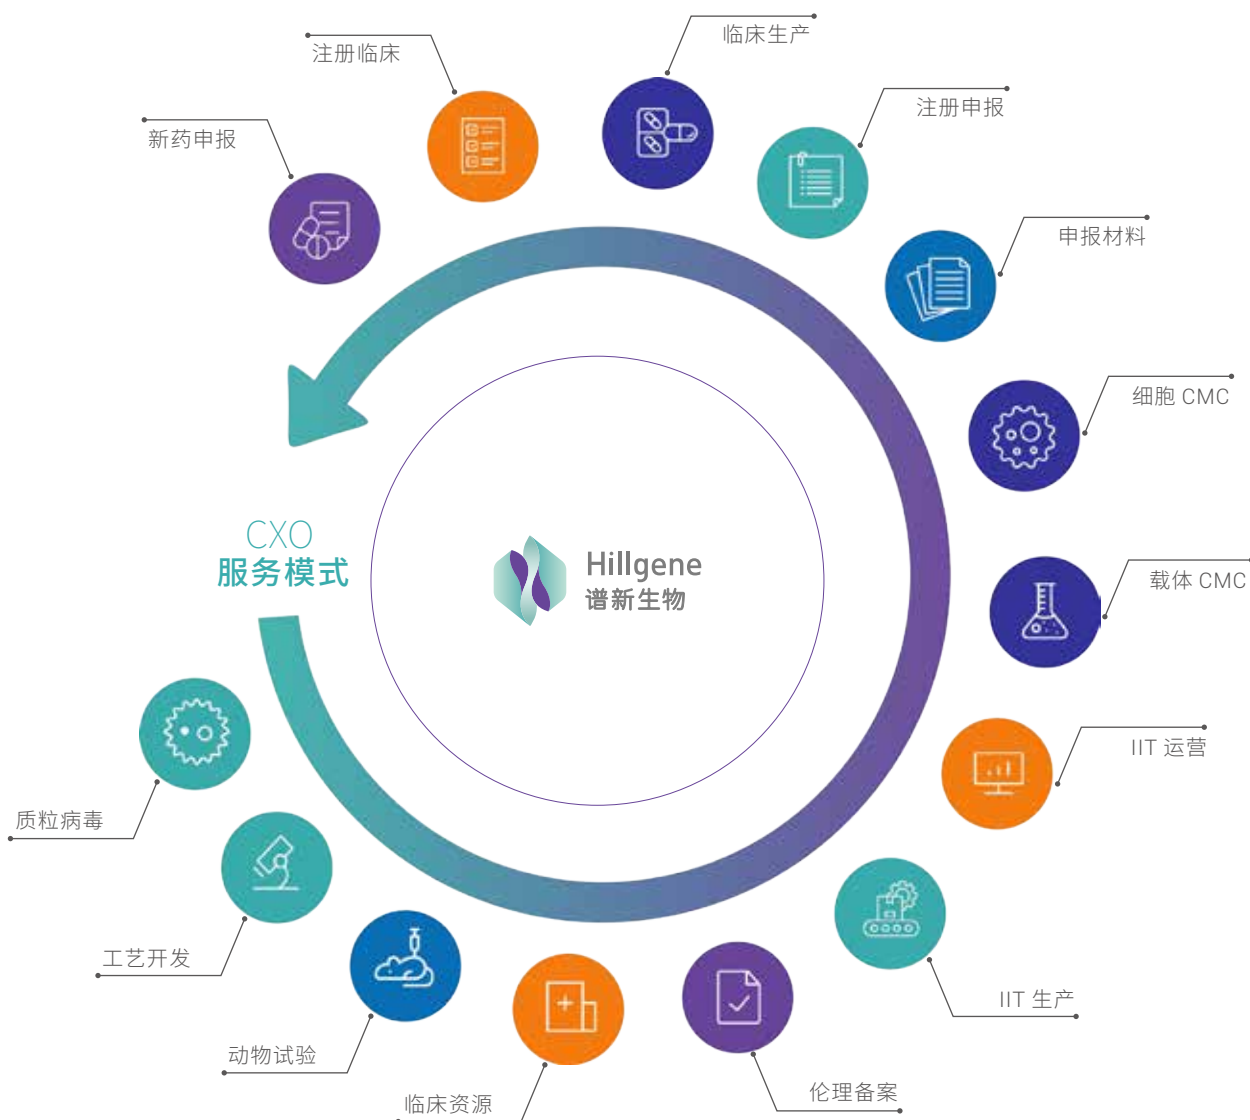 注册临床
临床生产
新药申报
注册申报
申报材料
细胞 CMC
CXO
服务模式
Hillgene
谱新生物
载体 CMC
IIT 运营
质粒病毒
工艺开发
IIT 生产
动物试验
临床资源
伦理备案